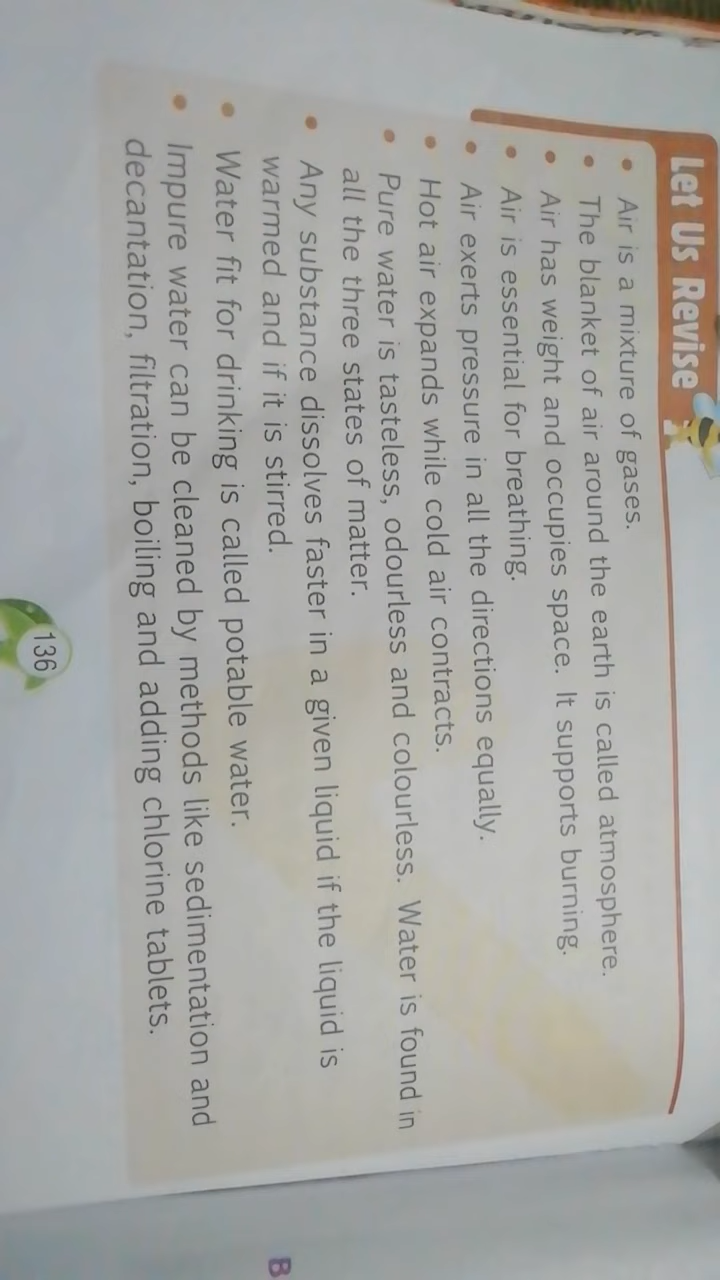 Let Us Revise
• Air is a mixture of gases.
• The blanket of air around the earth is called atmosphere.
• Air has weight and occupies space. It supports burning.
• Air is essential for breathing.
• Air exerts pressure in all the directions equally.
• Hot air expands while cold air contracts.
• Pure water is tasteless, odourless and colourless. Water is found in
all the three states of matter.
• Any substance dissolves faster in a given liquid if the liquid is
warmed and if it is stirred.
• Water fit for drinking is called potable water.
• Impure water can be cleaned by methods like sedimentation and
decantation, filtration, boiling and adding chlorine tablets.
136
B